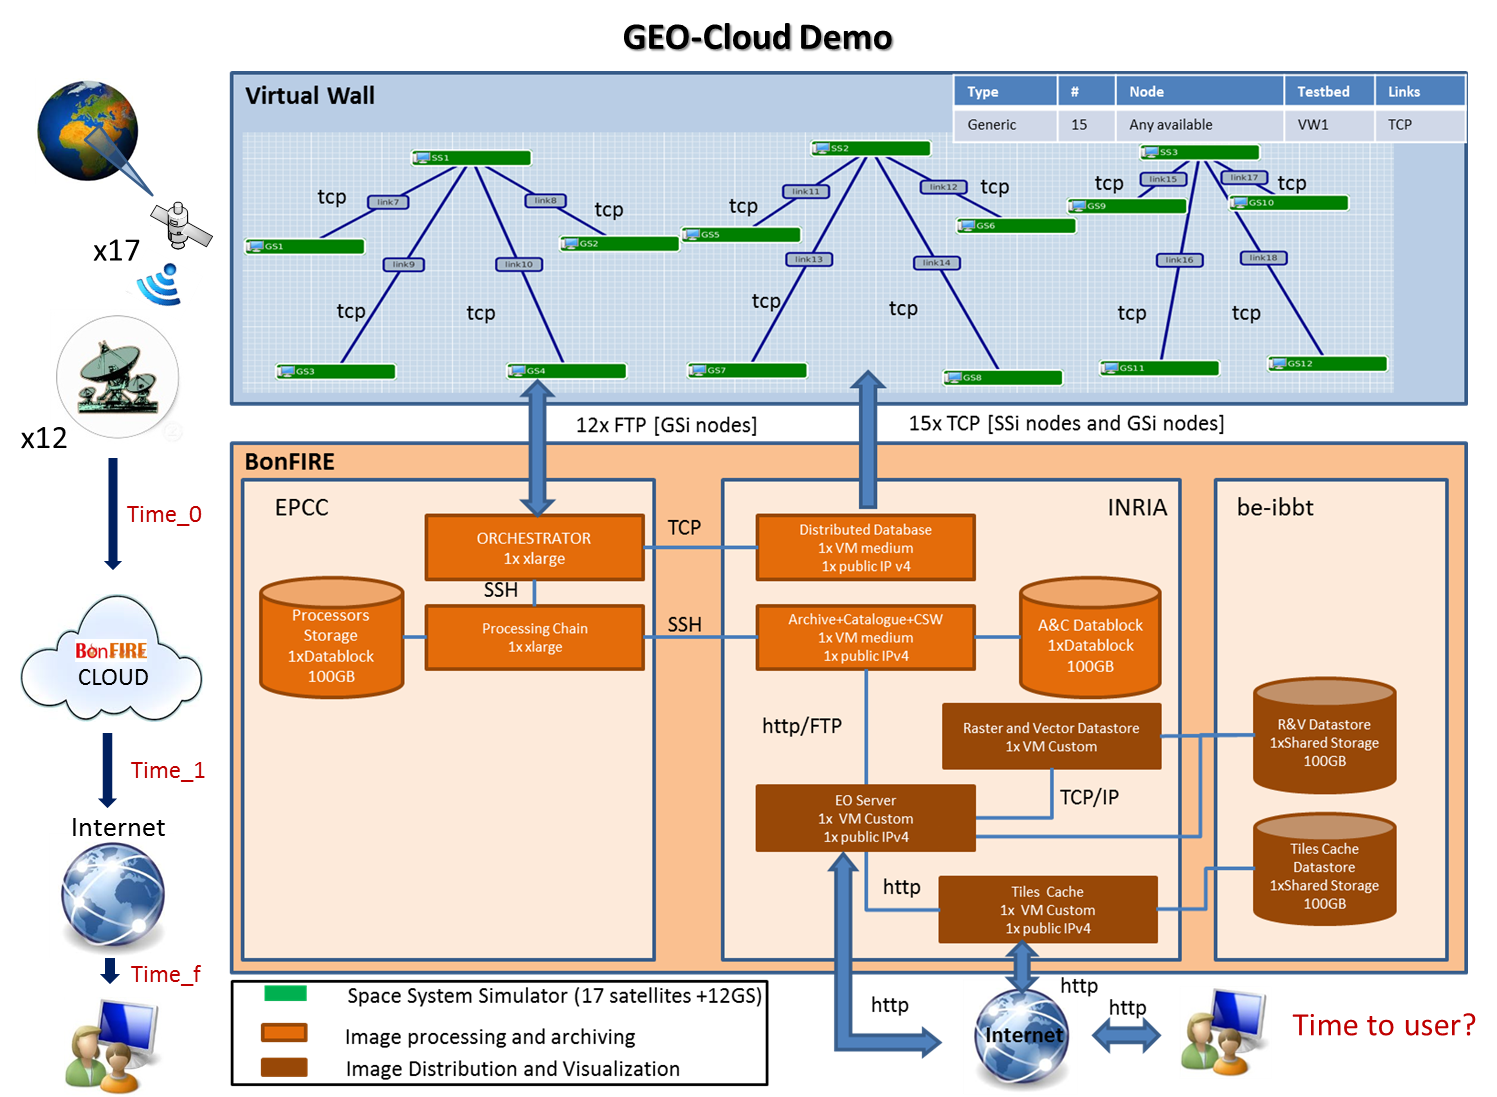 GEO-Cloud Demo
Virtual Wall
Type # Node Testbed Links
Generic 15 Any available VW1 TCP
SS1
SS2
SS3
tcp link7 link8 tcp
tcp link11 link12 tcp
tcp link15 link17 tcp
GS1 GS2
GS5 GS6
GS9 GS10
link9 link10
link13 link14
link16 link18
tcp tcp
tcp tcp
tcp tcp
GS3 GS4
GS7 GS8
GS11 GS12
x17
x12
Time_0
BonFIRE
CLOUD
Time_1
Internet
Time_f
12x FTP [GSi nodes]
15x TCP [SSi nodes and GSi nodes]
BonFIRE
EPCC
INRIA
be-ibbt
ORCHESTRATOR
1x xlarge
TCP
Distributed Database
1x VM medium
1x public IP v4
SSH
Processors
Storage
1xDatablock
100GB
Processing Chain
1x xlarge
SSH
Archive+Catalogue+CSW
1x VM medium
1x public IPv4
A&C Datablock
1xDatablock
100GB
http/FTP
Raster and Vector Datastore
1x VM Custom
R&V Datastore
1xShared Storage
100GB
TCP/IP
EO Server
1x VM Custom
1x public IPv4
http
Tiles Cache
1x VM Custom
1x public IPv4
Tiles Cache
Datastore
1xShared Storage
100GB
Space System Simulator (17 satellites +12GS)
Image processing and archiving
Image Distribution and Visualization
http
http
http
Internet
Time to user?